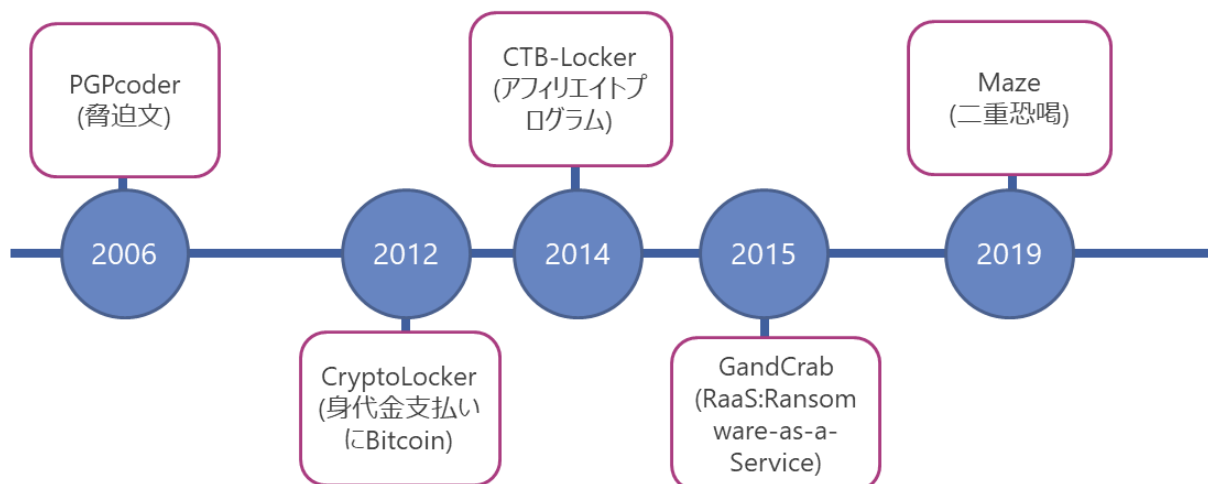 PGPcoder
(脅迫文)
2006
CryptoLocker
(身代金支払い
にBitcoin)
2012
CTB-Locker
(アフィリエイトプ
ログラム)
2014
2015
GandCrab
(RaaS:Ransom
ware-as-a-
Service)
Maze
(二重恐喝)
2019